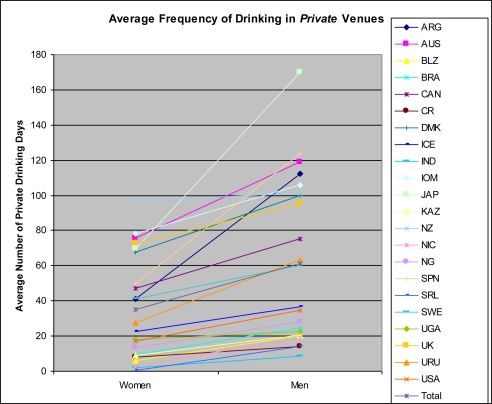 Average Frequency of Drinking in Private Venues
Average Number of Private Drinking Days
180
160
140
120
100
80
60
40
20
0
Women Men
ARG
AUS
BLZ
BRA
CAN
CR
DMK
ICE
IND
IOM
JAP
KAZ
NZ
NIC
NG
SPN
SRL
SWE
UGA
UK
URU
USA
Total